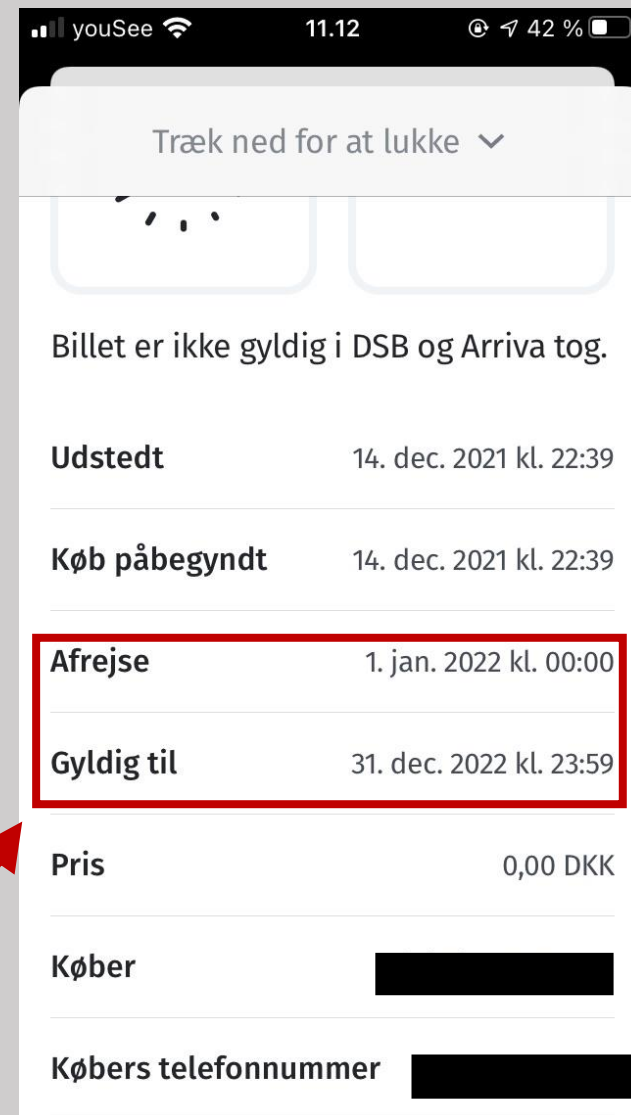 youSee 11.12 42 %
Træk ned for at lukke
Billet er ikke gyldig i DSB og Arriva tog.
Udstedt 14. dec. 2021 kl. 22:39
Køb påbegyndt 14. dec. 2021 kl. 22:39
Afrejse 1. jan. 2022 kl. 00:00
Gyldig til 31. dec. 2022 kl. 23:59
Pris 0,00 DKK
Køber
Købers telefonnummer